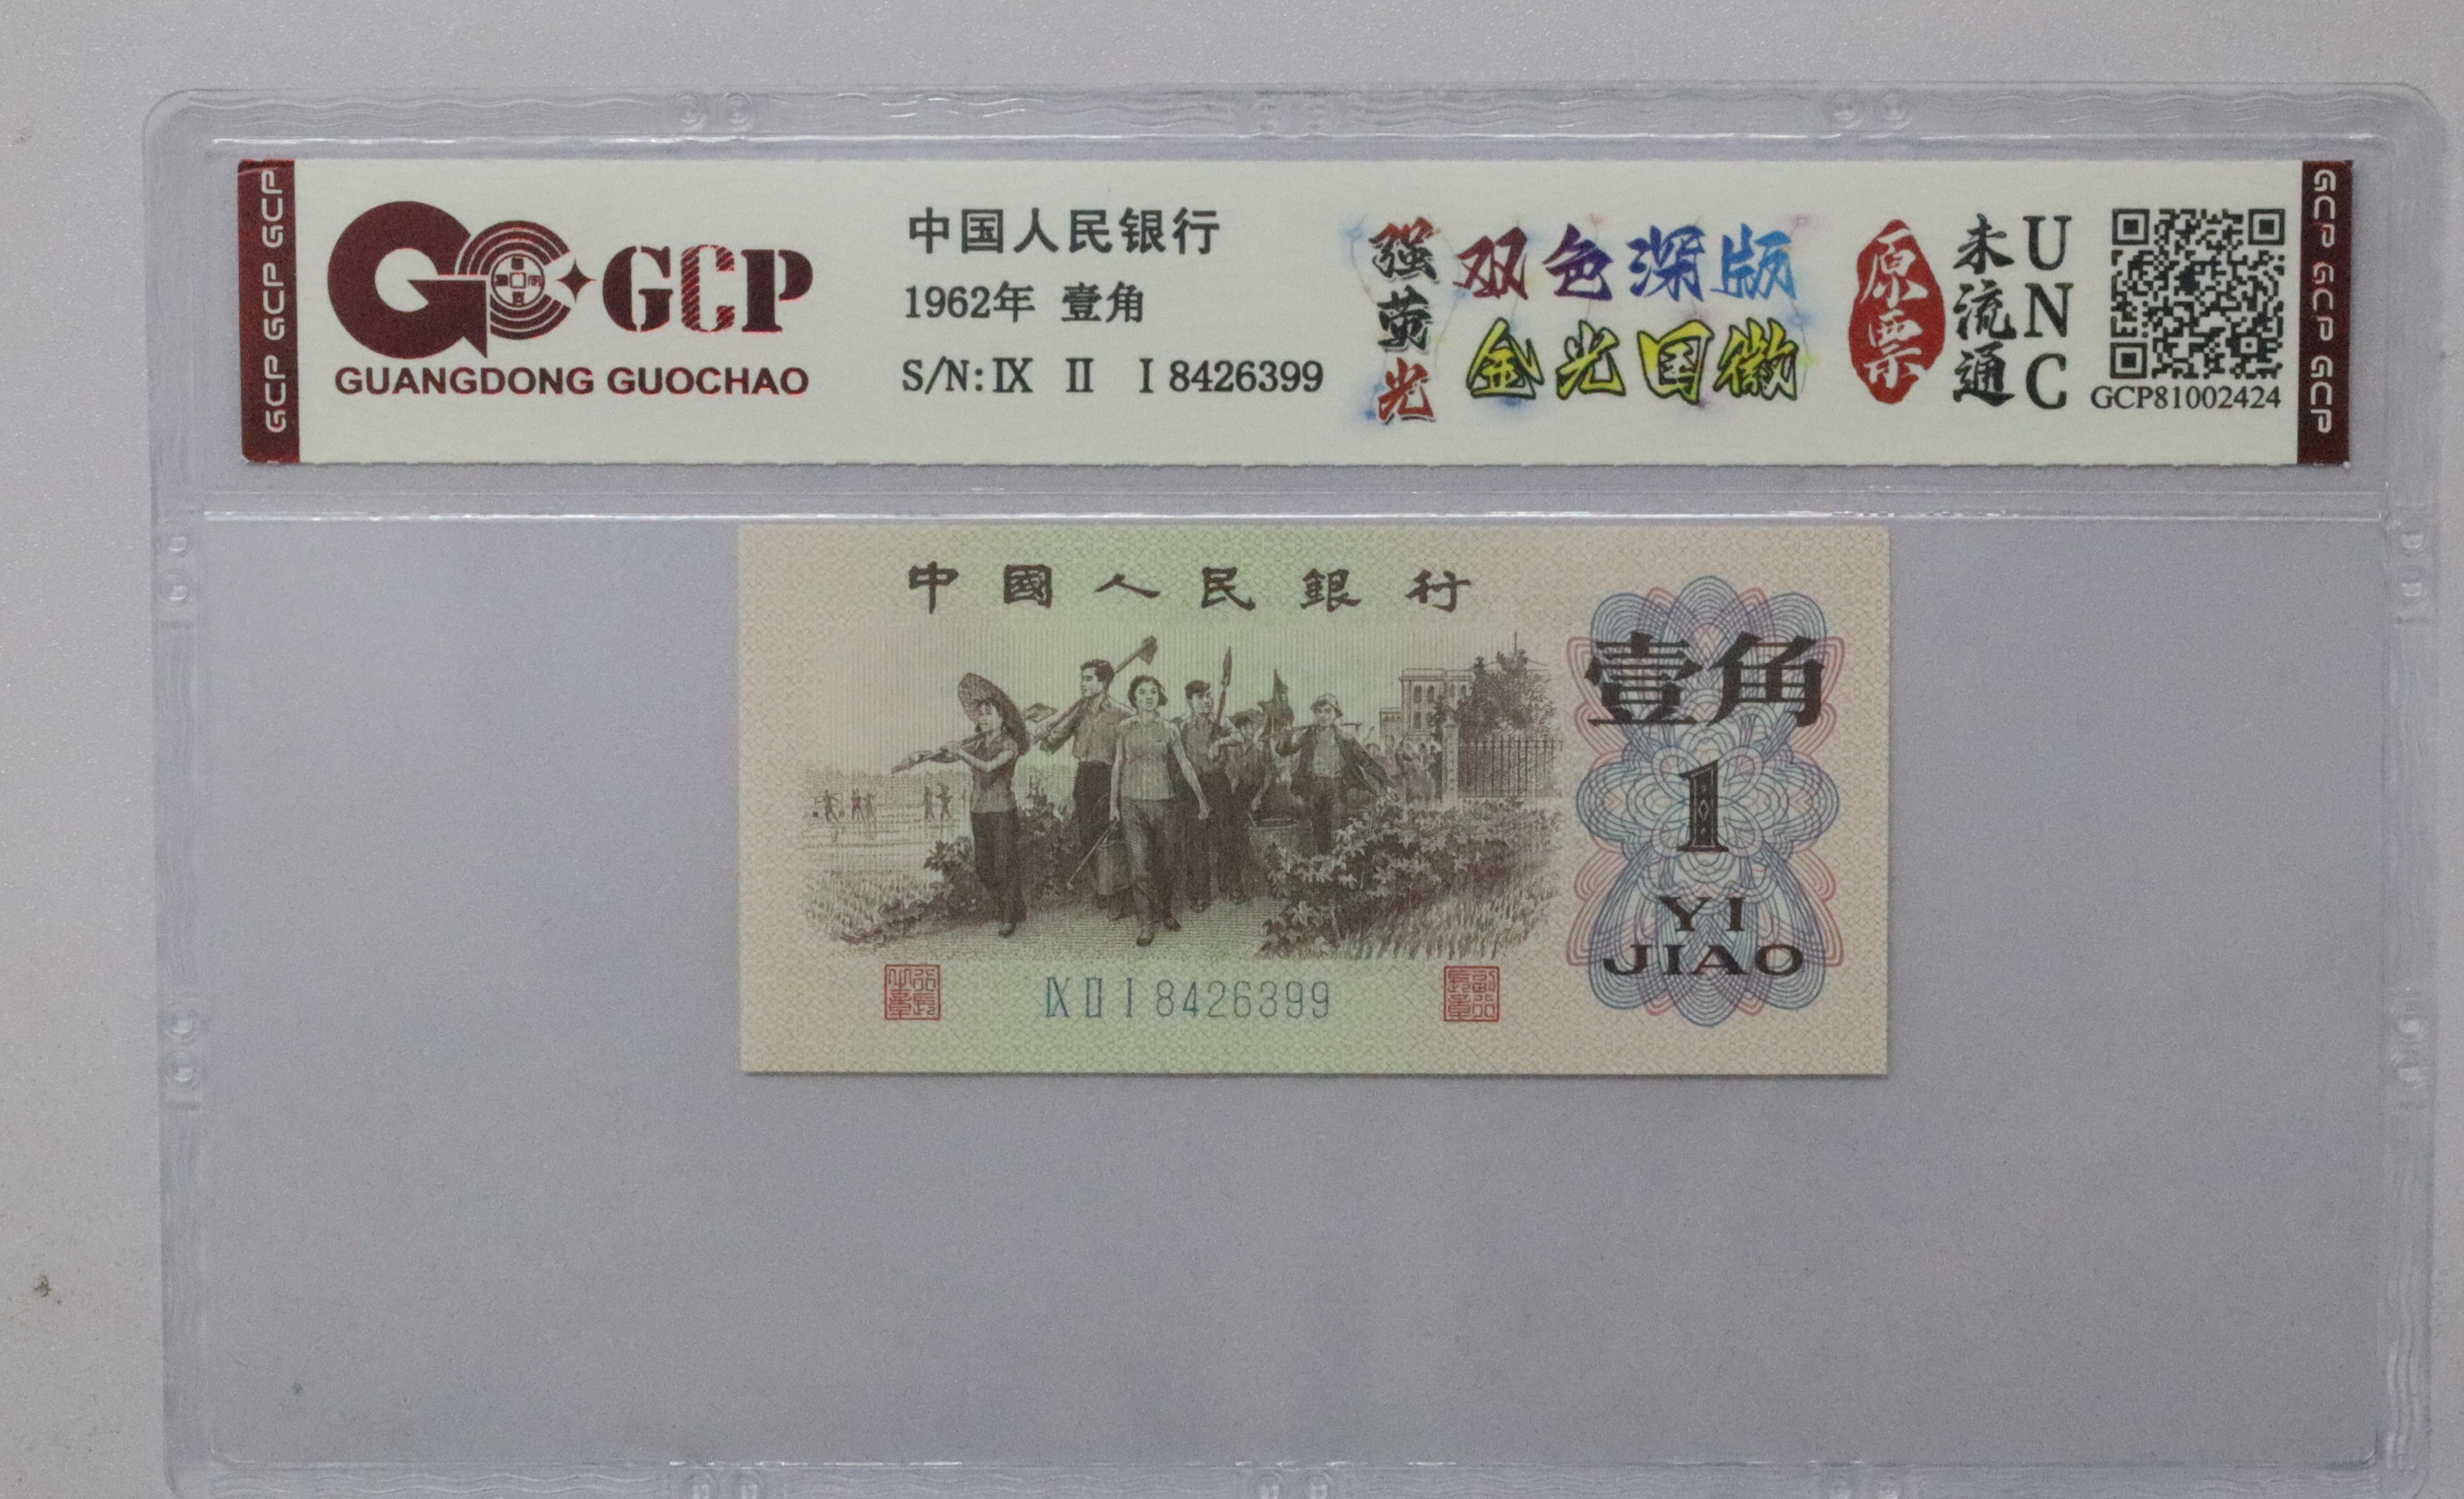 GCP GCP GCP
GCP
GUANGDONG GUOCHAO
中国人民银行
1962年 壹角
S/N: IX II I 8426399
强萤光
双色深版
金光国徽
原票
未流通
UNC
GCP81002424
GCP GCP GCP
中國人民銀行
壹角
1
YI
JIAO
IX II I 8426399